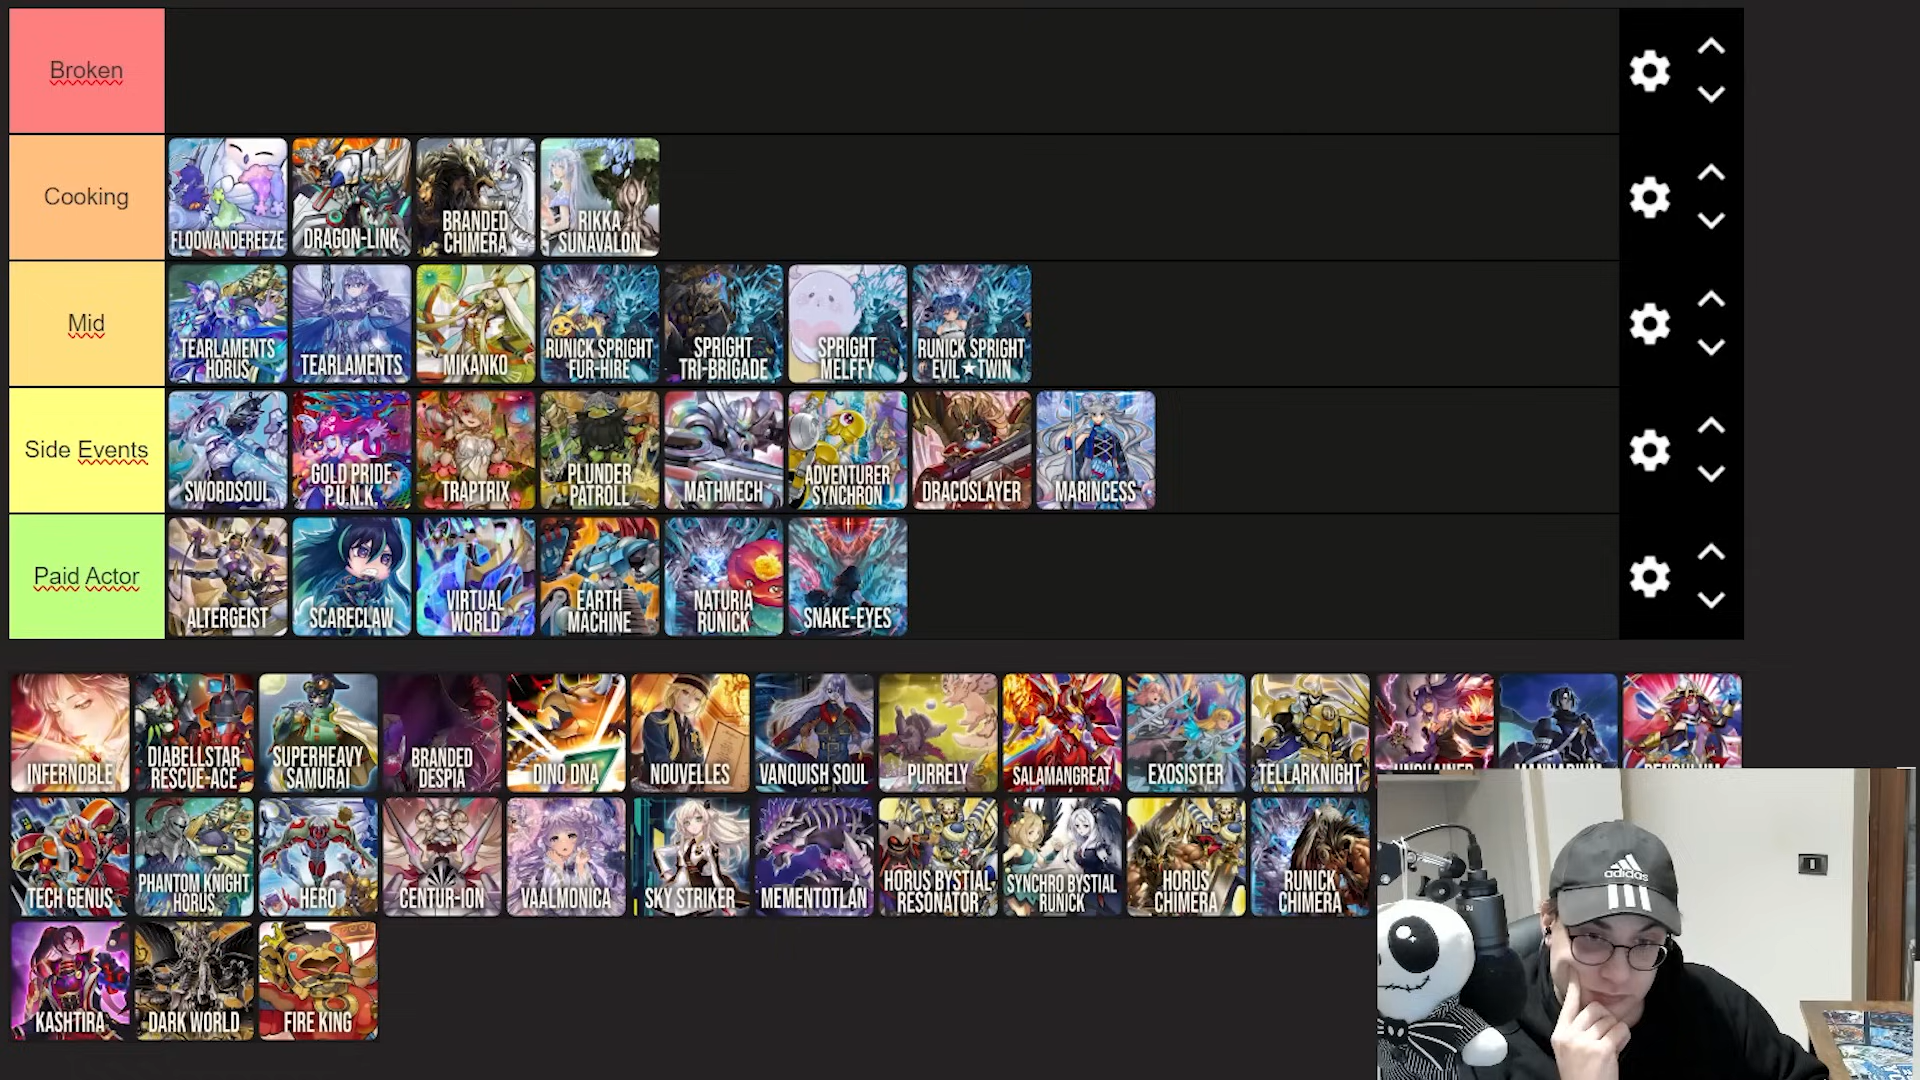 Broken
Cooking
FLOOWANDEREEZE
DRAGON-LINK
BRANDED
CHIMERA
RIKKA
SUNAVALON
Mid
TEARLAMENTS
HORUS
TEARLAMENTS
MIKANKO
RUNICK SPRIGHT
FUR-HIRE
SPRIGHT
TRI-BRIGADE
SPRIGHT
MELFFY
RUNICK SPRIGHT
EVIL★TWIN
Side Events
SWORDSOUL
GOLD PRIDE
P.U.N.K.
TRAPTRIX
PLUNDER
PATROLL
MATHMECH
ADVENTURER
SYNCHRON
DRACOSLAYER
MARINCESS
Paid Actor
ALTERGEIST
SCARECLAW
VIRTUAL
WORLD
EARTH
MACHINE
NATURIA
RUNICK
SNAKE-EYES
INFERNOBLE
DIABELLSTAR
RESCUE-ACE
SUPERHEAVY
SAMURAI
BRANDED
DESPIA
DINO DNA
NOUVELLES
VANQUISH SOUL
PURRELY
SALAMANGREAT
EXOSISTER
TELLARKNIGHT
TECH GENUS
PHANTOM KNIGHT
HORUS
HERO
CENTUR-ION
VAALMONICA
SKY STRIKER
MEMENTOTLAN
HORUS BYSTIAL
RESONATOR
SYNCHRO BYSTIAL
RUNICK
HORUS
CHIMERA
RUNICK
CHIMERA
adidas
KASHTIRA
DARK WORLD
FIRE KING